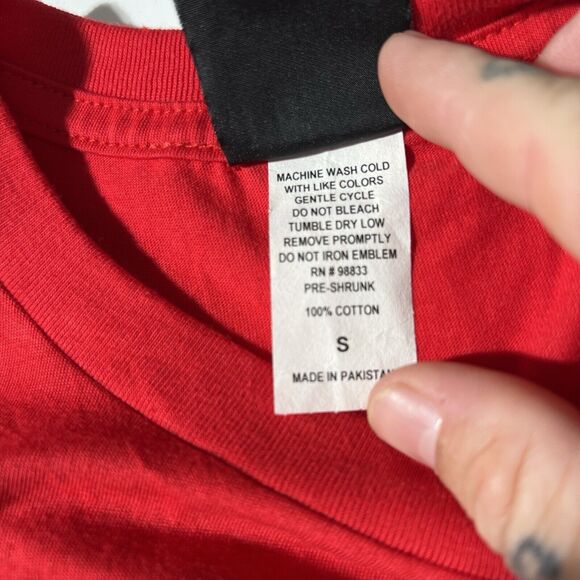 MACHINE WASH COLD
WITH LIKE COLORS
GENTLE CYCLE
DO NOT BLEACH
TUMBLE DRY LOW
REMOVE PROMPTLY
DO NOT IRON EMBLEM
RN # 98833
PRE-SHRUNK
100% COTTON
S
MADE IN PAKISTAN